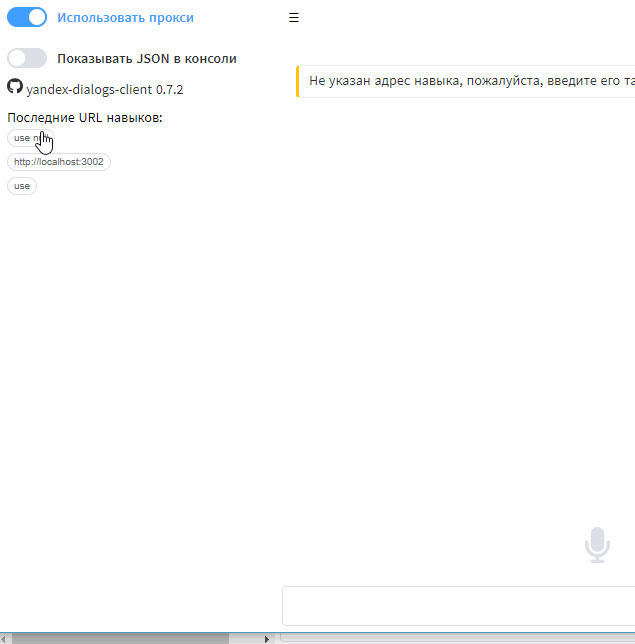 Использовать прокси
☰
Показывать JSON в консоли
Не указан адрес навыка, пожалуйста, введите его та
yandex-dialogs-client 0.7.2
Последние URL навыков:
use
http://localhost:3002
use